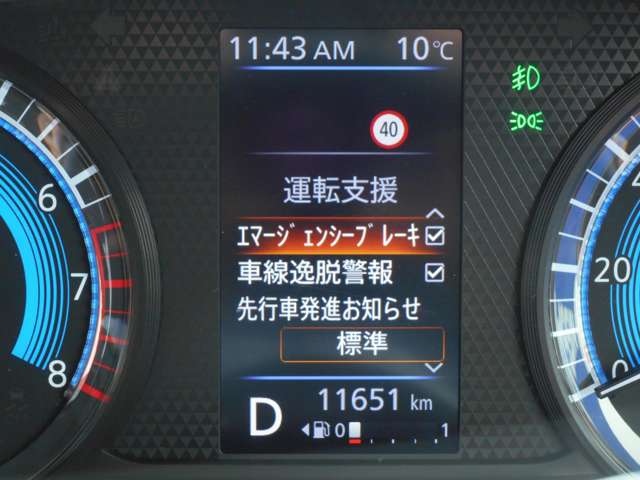 11:43 AM 10℃
40
運転支援
ｴﾏｰｼﾞｪﾝｼｰﾌﾞﾚｰｷ
車線逸脱警報
先行車発進お知らせ
標準
D 11651 km
0 1
6
7
8
20
0